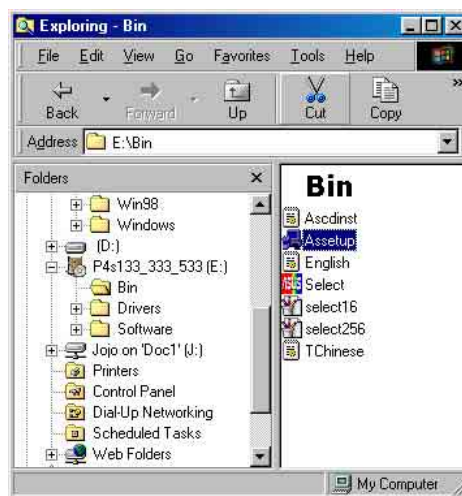 Exploring - Bin
File Edit View Go Favorites Tools Help
Back Forward Up Cut Copy »
Address E:\Bin
Folders
Win98
Windows
(D:)
P4s133_333_533 (E:)
Bin
Drivers
Software
Jojo on 'Doc1' (J:)
Printers
Control Panel
Dial-Up Networking
Scheduled Tasks
Web Folders
Bin
Ascdinst
Assetup
English
Select
select16
select256
TChinese
My Computer